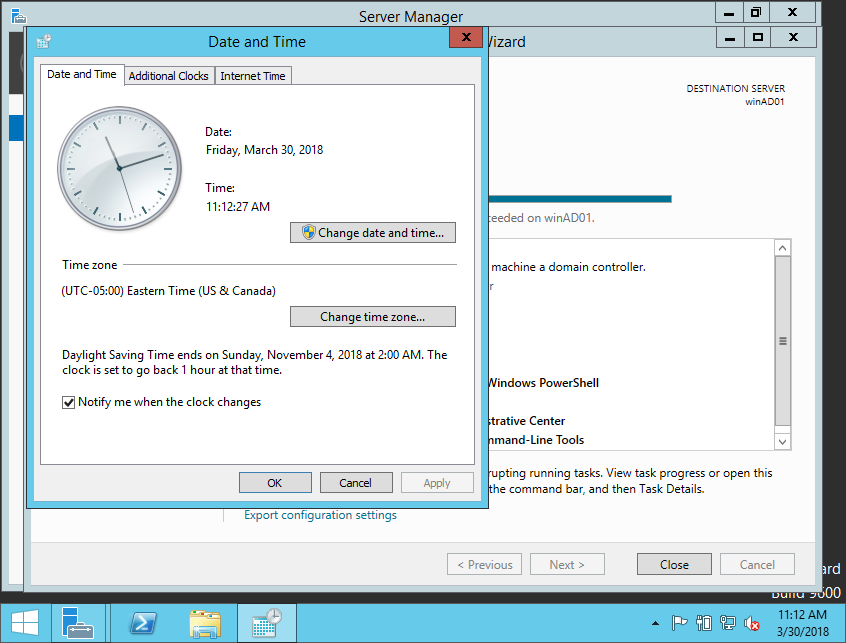 Server Manager
Date and Time
Wizard
Date and Time
Additional Clocks
Internet Time
DESTINATION SERVER
winAD01
Date:
Friday, March 30, 2018
Time:
11:12:27 AM
Change date and time...
on winAD01.
Time zone
machine a domain controller.
(UTC-05:00) Eastern Time (US & Canada)
Change time zone...
Daylight Saving Time ends on Sunday, November 4, 2018 at 2:00 AM. The
clock is set to go back 1 hour at that time.
Windows PowerShell
Notify me when the clock changes
Center
Tools
running tasks. View task progress or open this
the command bar, and then Task Details.
OK
Cancel
Apply
Export configuration settings
< Previous
Next >
Close
Cancel
Build 9600
11:12 AM
3/30/2018